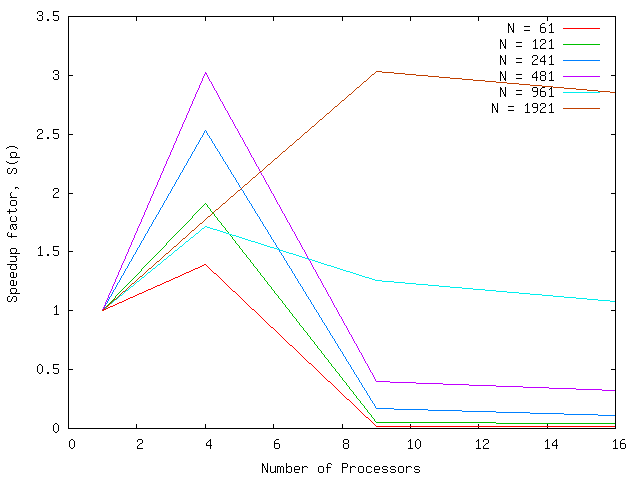 3.5
3
2.5
2
1.5
1
0.5
0
Speedup factor, S(p)
N = 61
N = 121
N = 241
N = 481
N = 961
N = 1921
0 2 4 6 8 10 12 14 16
Number of Processors